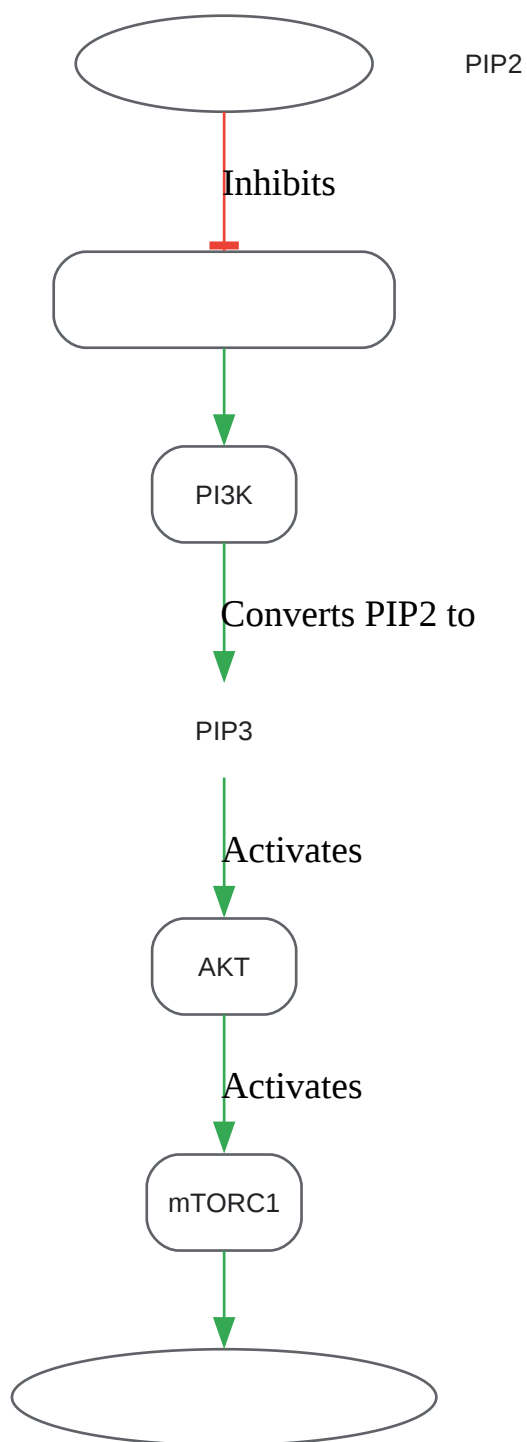 PIP2
Inhibits
PI3K
Converts PIP2 to
PIP3
Activates
AKT
Activates
mTORC1